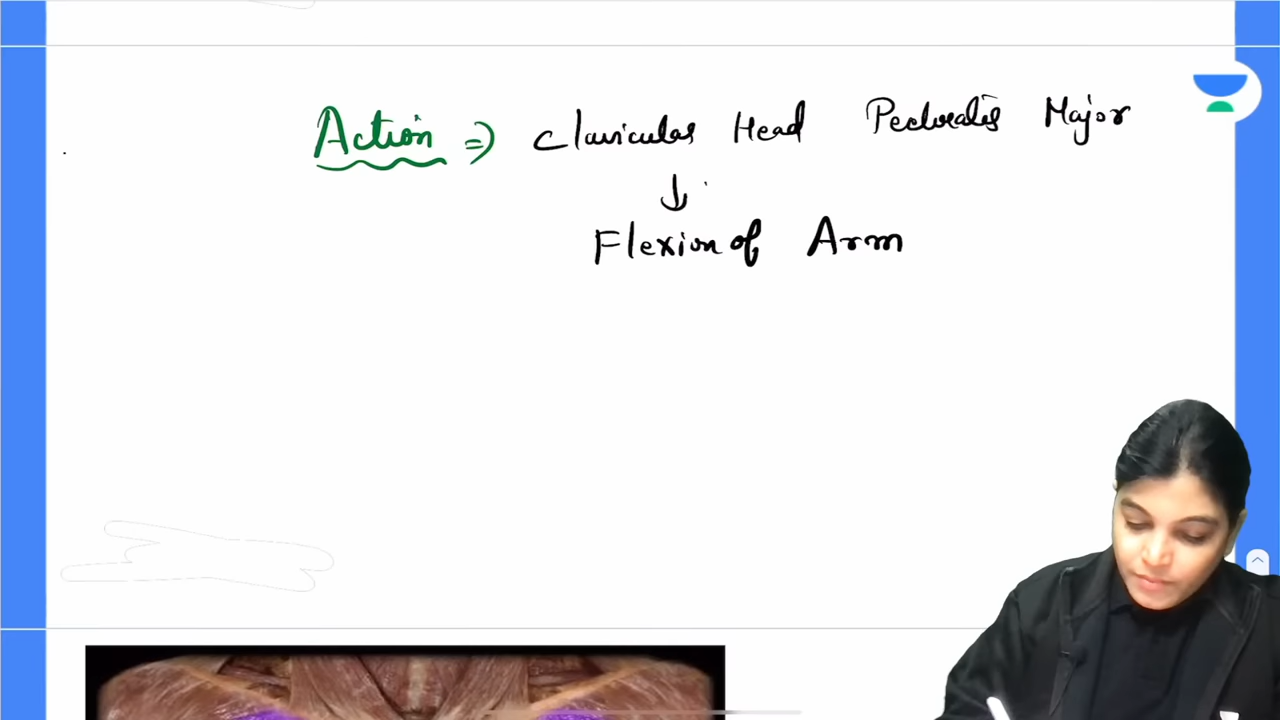 Action ⇒ Clavicular Head Pectoralis Major
↓
Flexion of Arm